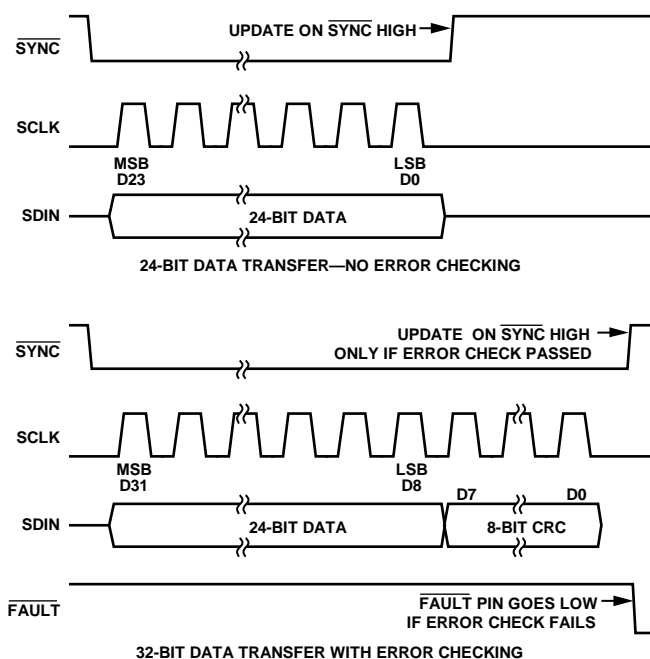 UPDATE ON SYNC HIGH
SYNC
SCLK
MSB
D23
LSB
D0
SDIN
24-BIT DATA
24-BIT DATA TRANSFER—NO ERROR CHECKING
UPDATE ON SYNC HIGH
ONLY IF ERROR CHECK PASSED
SYNC
SCLK
MSB
D31
LSB
D8
D7
D0
SDIN
24-BIT DATA
8-BIT CRC
FAULT
FAULT PIN GOES LOW
IF ERROR CHECK FAILS
32-BIT DATA TRANSFER WITH ERROR CHECKING